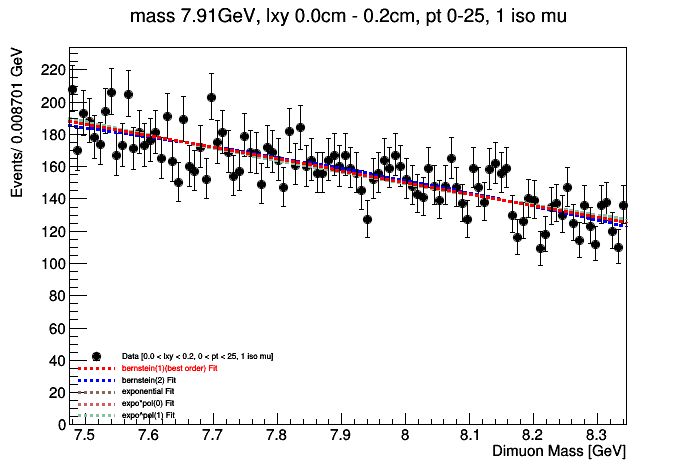 mass 7.91GeV, lxy 0.0cm - 0.2cm, pt 0-25, 1 iso mu
Events/ 0.008701 GeV
220
200
180
160
140
120
100
80
60
40
20
0
Data [0.0 < lxy < 0.2, 0 < pt < 25, 1 iso mu]
bernstein(1)(best order) Fit
bernstein(2) Fit
exponential Fit
expo*pol(0) Fit
expo*pol(1) Fit
7.5 7.6 7.7 7.8 7.9 8 8.1 8.2 8.3
Dimuon Mass [GeV]